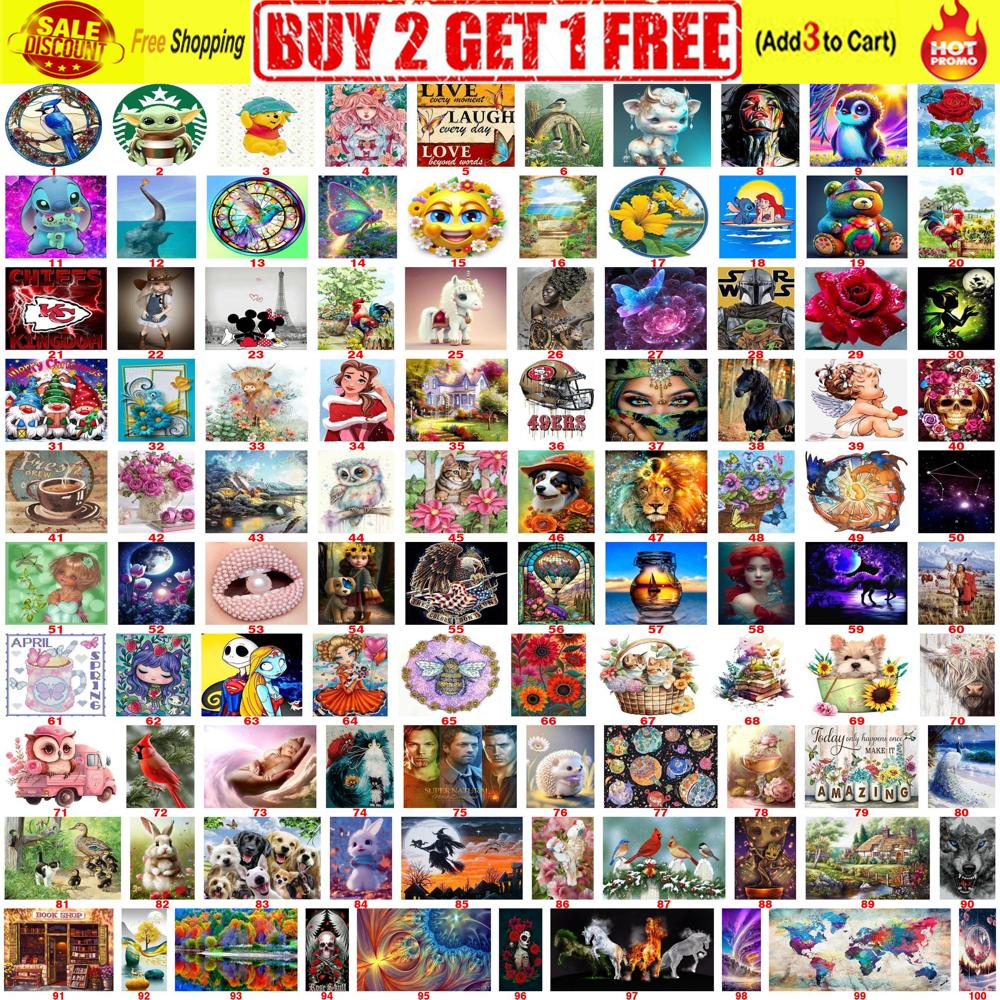 SALE
DISCOUNT
Free Shopping
BUY 2 GET 1 FREE
(Add 3 to Cart)
HOT
PROMO
LIVE
every moment
LAUGH
every day
LOVE
beyond words
1 2 3 4 5 6 7 8 9 10
STAR
WARS
11 12 13 14 15 16 17 18 19 20
CHIEFS
KC
KINGDOM
21 22 23 24 25 26 27 28 29 30
Merry Christmas
49ERS
31 32 33 34 35 36 37 38 39 40
Fresh
BREW
41 42 43 44 45 46 47 48 49 50
51 52 53 54 55 56 57 58 59 60
APRIL
SPRING
61 62 63 64 65 66 67 68 69 70
SUPERNATURAL
Today only happens once
MAKE IT
AMAZING
71 72 73 74 75 76 77 78 79 80
81 82 83 84 85 86 87 88 89 90
BOOK SHOP
Rose Skull
91 92 93 94 95 96 97 98 99 100